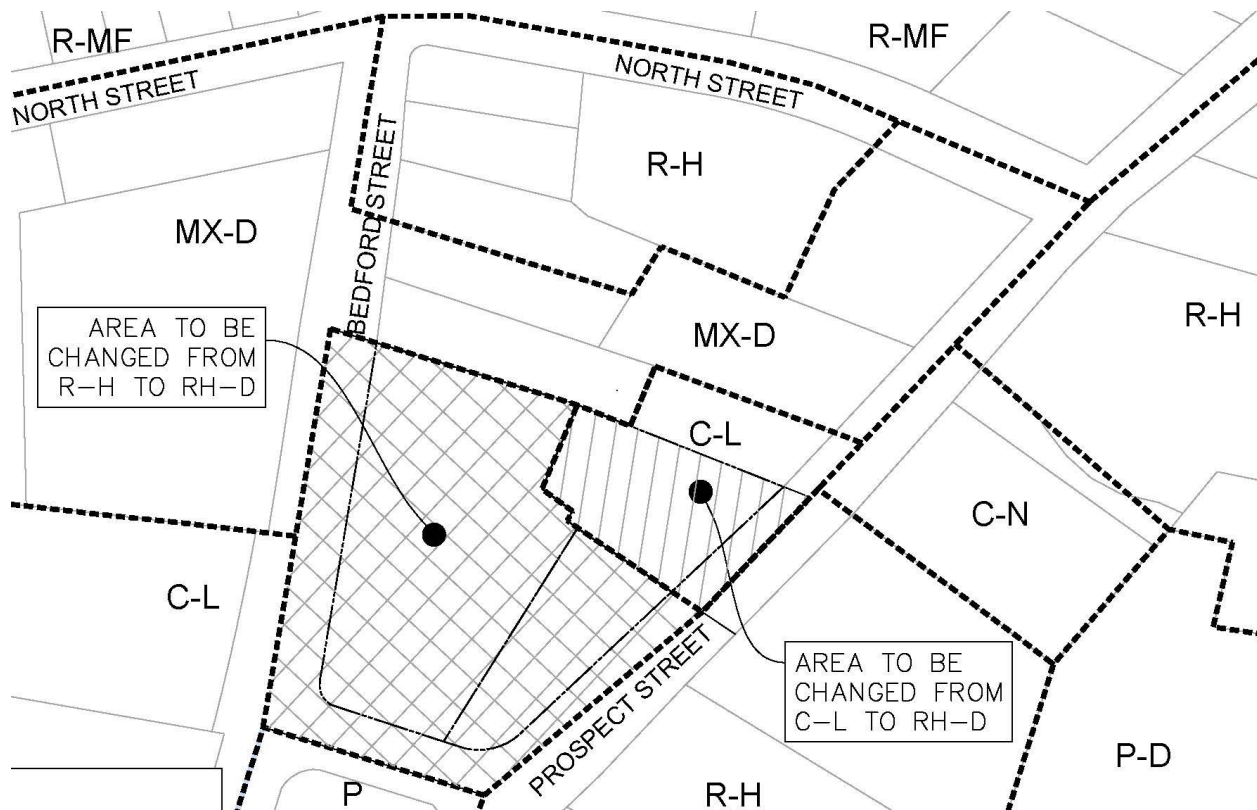 R-MF
R-MF
NORTH STREET
NORTH STREET
BEDFORD STREET
R-H
MX-D
R-H
AREA TO BE
CHANGED FROM
R-H TO RH-D
MX-D
C-L
C-N
C-L
AREA TO BE
CHANGED FROM
C-L TO RH-D
PROSPECT STREET
P-D
P
R-H